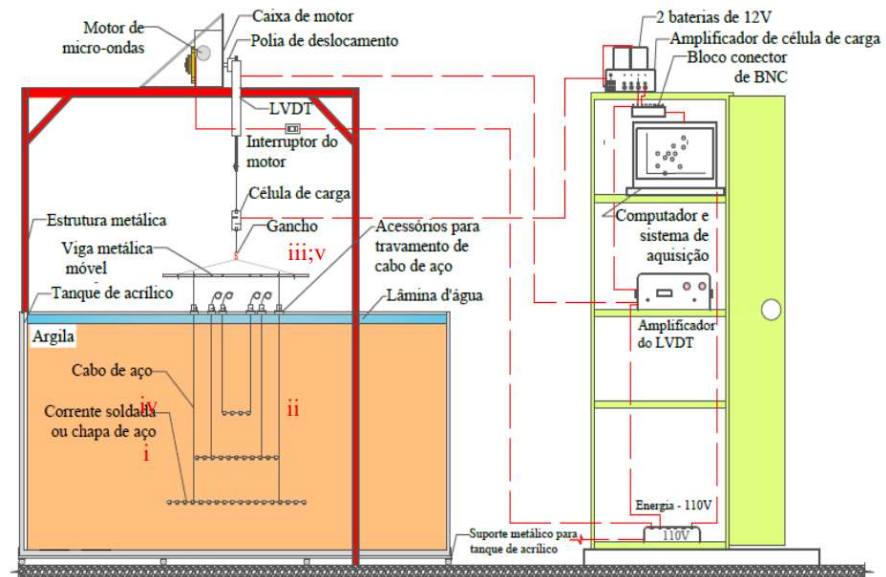 Motor de
micro-ondas
Caixa de motor
Polia de deslocamento
LVDT
Interruptor do
motor
Célula de carga
Gancho
iii;v
Estrutura metálica
Viga metálica
móvel
Tanque de acrílico
Acessórios para
travamento de
cabo de aço
Lâmina d'água
Argila
Cabo de aço
iv
ii
Corrente soldada
ou chapa de aço
i
2 baterias de 12V
Amplificador de célula de carga
Bloco conector
de BNC
Computador e
sistema de
aquisição
Amplificador
do LVDT
Energia - 110V
110V
Suporte metálico para
tanque de acrílico